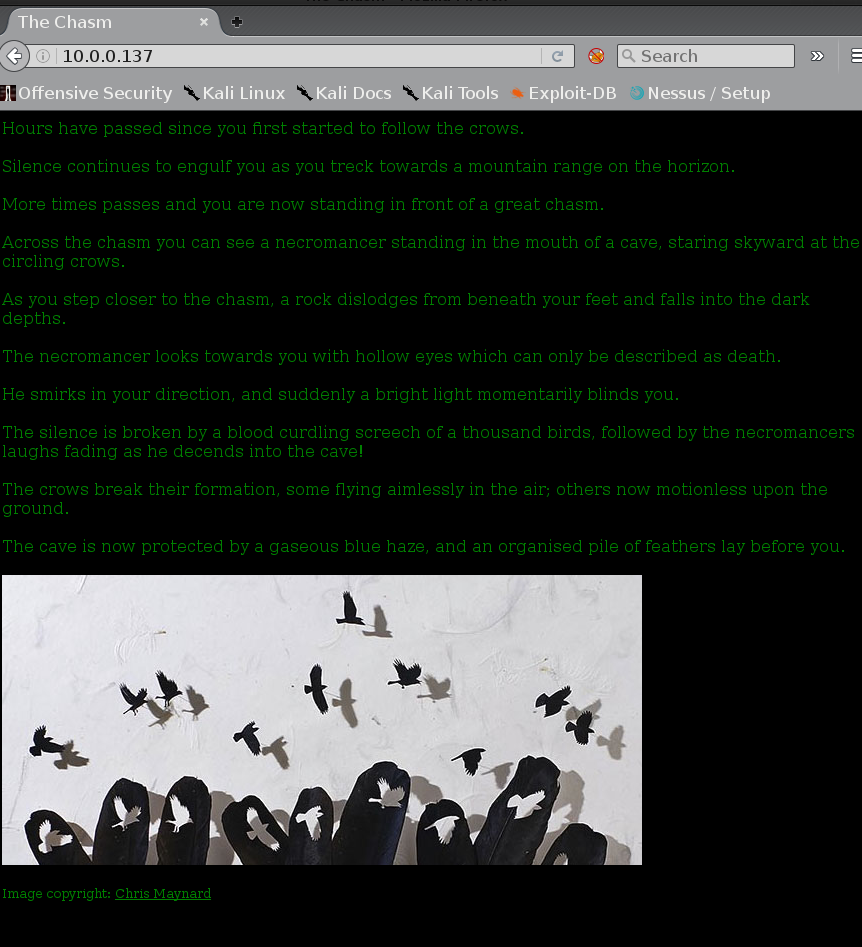 The Chasm
10.0.0.137
Search
Offensive Security Kali Linux Kali Docs Kali Tools Exploit-DB Nessus / Setup
Hours have passed since you first started to follow the crows.
Silence continues to engulf you as you treck towards a mountain range on the horizon.
More times passes and you are now standing in front of a great chasm.
Across the chasm you can see a necromancer standing in the mouth of a cave, staring skyward at the
circling crows.
As you step closer to the chasm, a rock dislodges from beneath your feet and falls into the dark
depths.
The necromancer looks towards you with hollow eyes which can only be described as death.
He smirks in your direction, and suddenly a bright light momentarily blinds you.
The silence is broken by a blood curdling screech of a thousand birds, followed by the necromancers
laughs fading as he decends into the cave!
The crows break their formation, some flying aimlessly in the air; others now motionless upon the
ground.
The cave is now protected by a gaseous blue haze, and an organised pile of feathers lay before you.
Image copyright: Chris Maynard